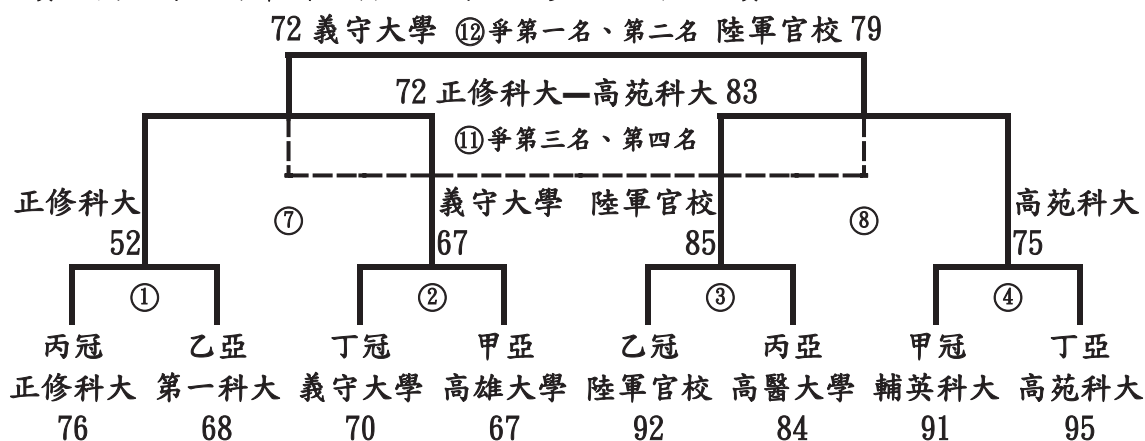 72 義守大學 ⑫爭第一名、第二名 陸軍官校 79
72 正修科大—高苑科大 83
⑪爭第三名、第四名
正修科大 義守大學 陸軍官校 高苑科大
⑦ ⑧
52 67 85 75
① ② ③ ④
丙冠 乙亞 丁冠 甲亞 乙冠 丙亞 甲冠 丁亞
正修科大 第一科大 義守大學 高雄大學 陸軍官校 高醫大學 輔英科大 高苑科大
76 68 70 67 92 84 91 95